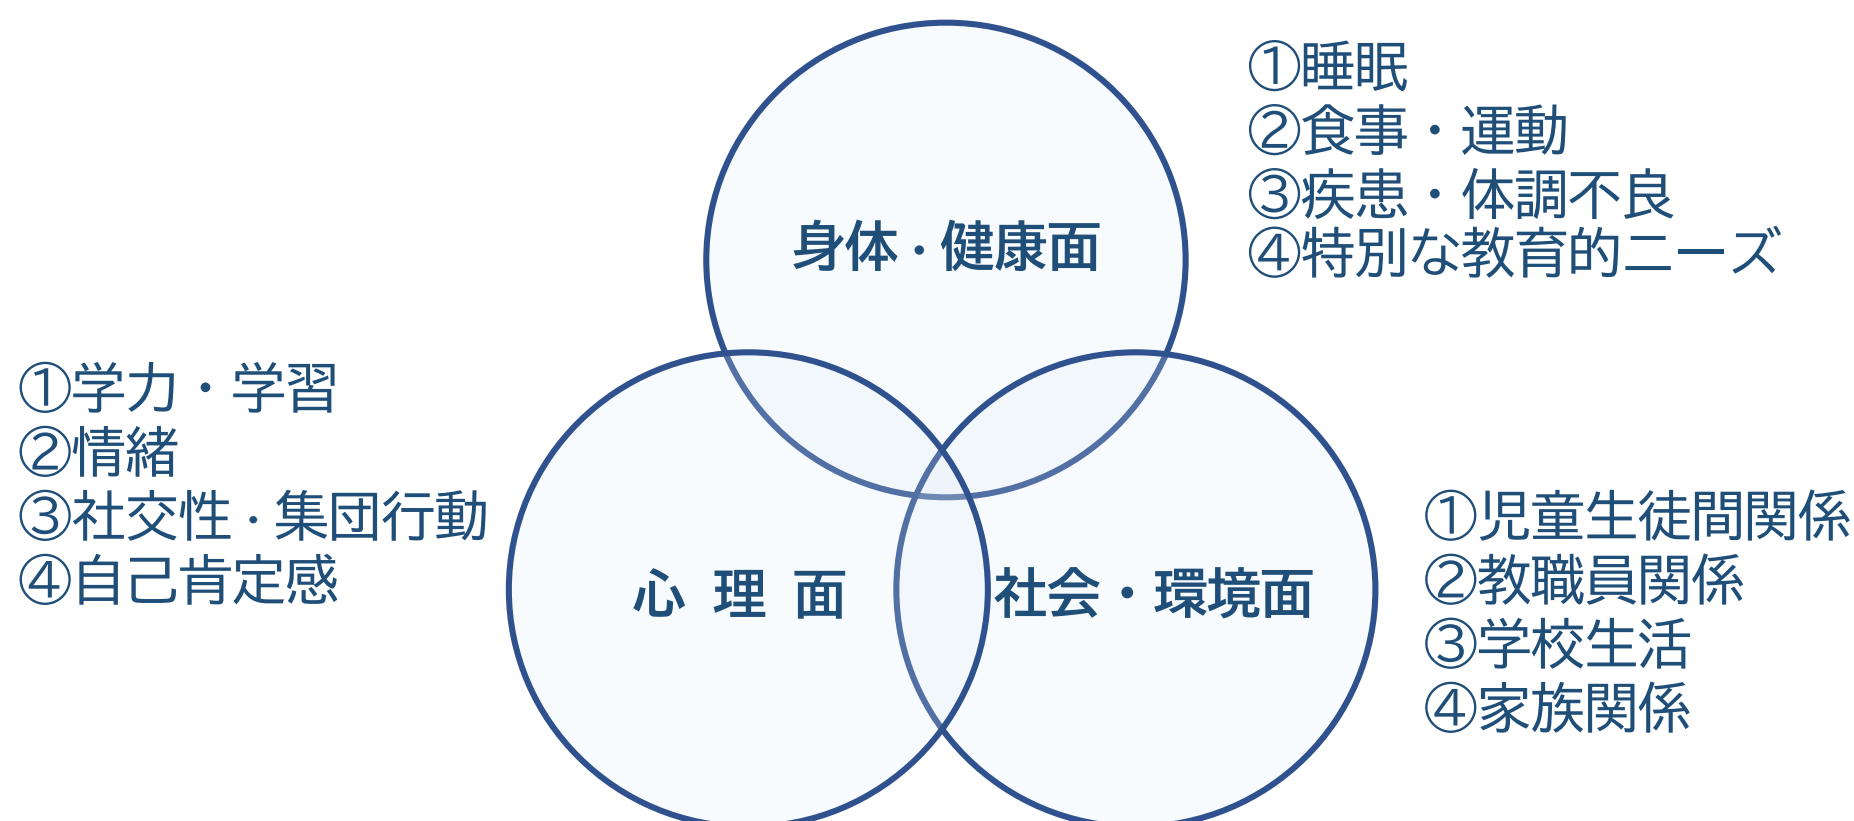 ①睡眠
②食事・運動
③疾患・体調不良
④特別な教育的ニーズ
身体・健康面
①学力・学習
②情緒
③社交性・集団行動
④自己肯定感
心 理 面
社会・環境面
①児童生徒間関係
②教職員関係
③学校生活
④家族関係